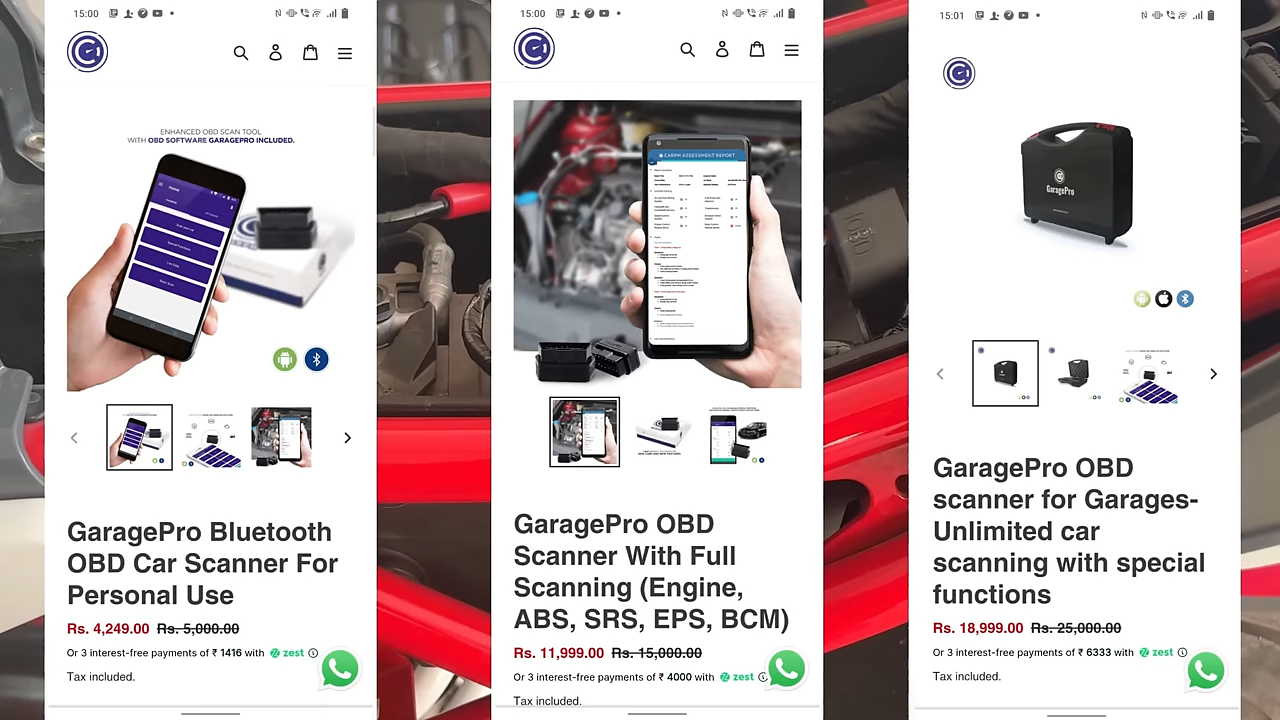 15:00
ENHANCED OBD SCAN TOOL
WITH OBD SOFTWARE GARAGEPRO INCLUDED.
Home
GaragePro Bluetooth
OBD Car Scanner For
Personal Use
Rs. 4,249.00 Rs. 5,000.00
Or 3 interest-free payments of ₹ 1416 with zest
Tax included.
15:00
CARPH ASSESSMENT REPORT
GaragePro OBD
Scanner With Full
Scanning (Engine,
ABS, SRS, EPS, BCM)
Rs. 11,999.00 Rs. 15,000.00
Or 3 interest-free payments of ₹ 4000 with zest
Tax included.
15:01
GaragePro
GaragePro OBD
scanner for Garages-
Unlimited car
scanning with special
functions
Rs. 18,999.00 Rs. 25,000.00
Or 3 interest-free payments of ₹ 6333 with zest
Tax included.